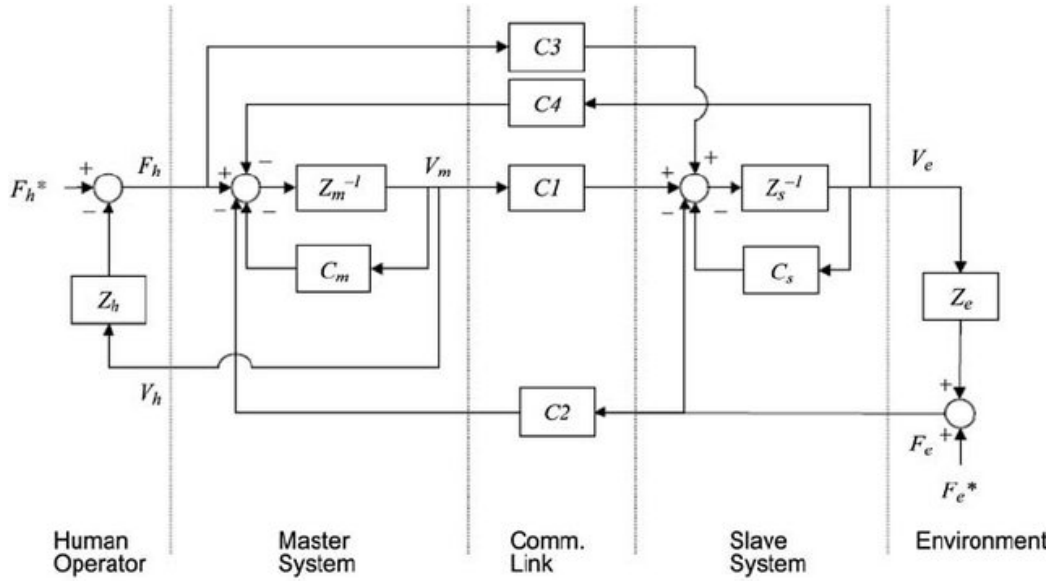 C3
C4
F_h
V_m
V_e
+
−
+
+
F_h*
−
+
Z_m^{-1}
C1
+
Z_s^{-1}
−
−
−
−
C_m
C_s
Z_h
Z_e
V_h
C2
+
+
F_e
F_e*
Human
Operator
Master
System
Comm.
Link
Slave
System
Environment